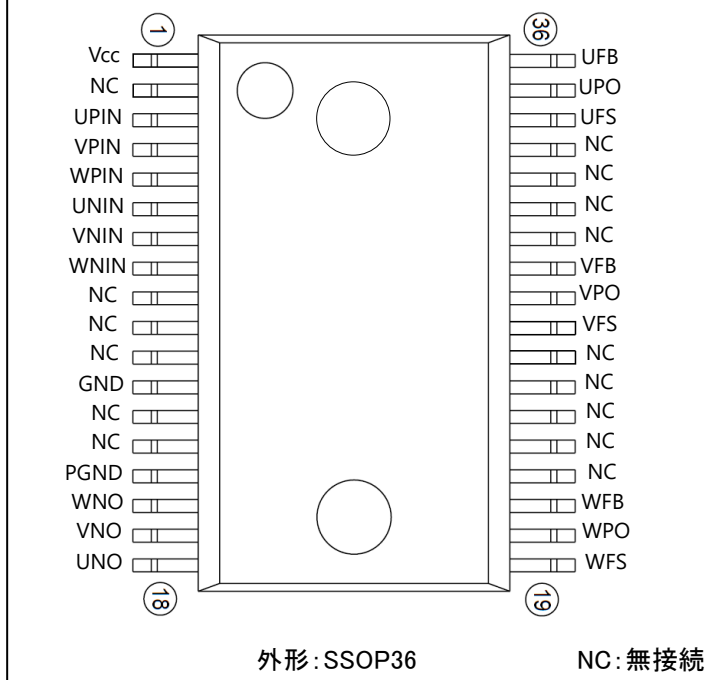 ① ㊱
Vcc UFB
NC UPO
UPIN UFS
VPIN NC
WPIN NC
UNIN NC
VNIN NC
WNIN VFB
NC VPO
NC VFS
NC NC
GND NC
NC NC
NC NC
PGND NC
WNO WFB
VNO WPO
UNO WFS
⑱ ⑲
外形:SSOP36 NC:無接続